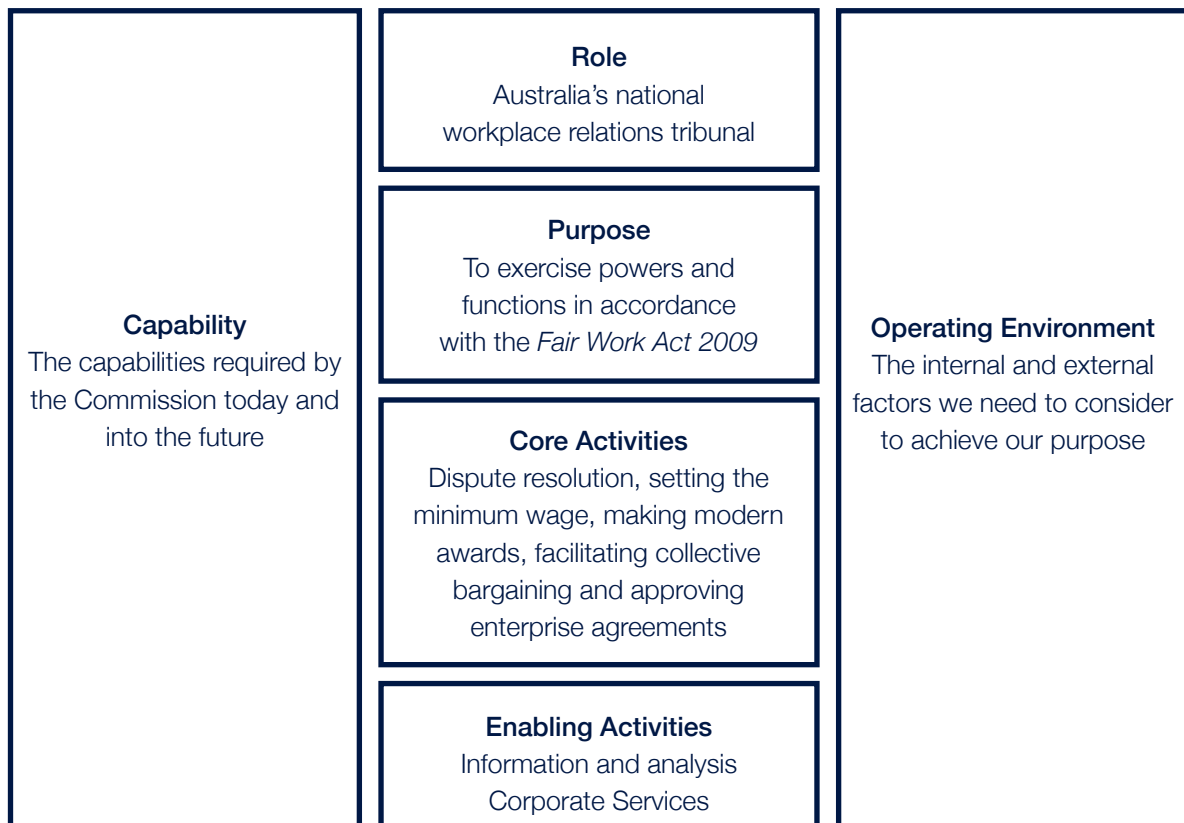 Capability
The capabilities required by
the Commission today and
into the future
Role
Australia’s national
workplace relations tribunal
Purpose
To exercise powers and
functions in accordance
with the Fair Work Act 2009
Core Activities
Dispute resolution, setting the
minimum wage, making modern
awards, facilitating collective
bargaining and approving
enterprise agreements
Enabling Activities
Information and analysis
Corporate Services
Operating Environment
The internal and external
factors we need to consider
to achieve our purpose